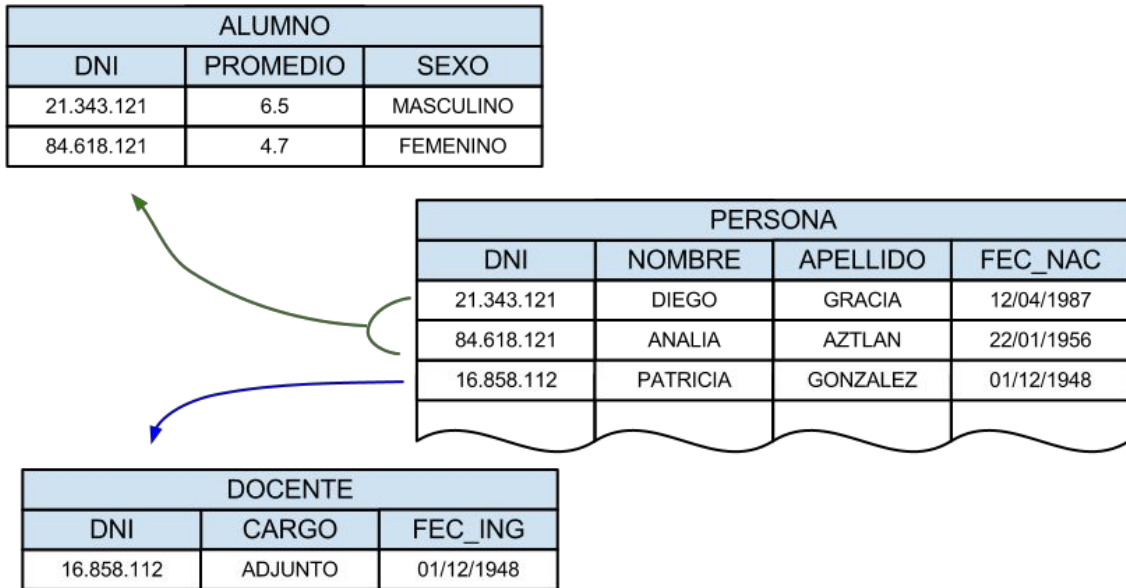 ALUMNO
DNI PROMEDIO SEXO
21.343.121 6.5 MASCULINO
84.618.121 4.7 FEMENINO
PERSONA
DNI NOMBRE APELLIDO FEC_NAC
21.343.121 DIEGO GRACIA 12/04/1987
84.618.121 ANALIA AZTLAN 22/01/1956
16.858.112 PATRICIA GONZALEZ 01/12/1948
DOCENTE
DNI CARGO FEC_ING
16.858.112 ADJUNTO 01/12/1948